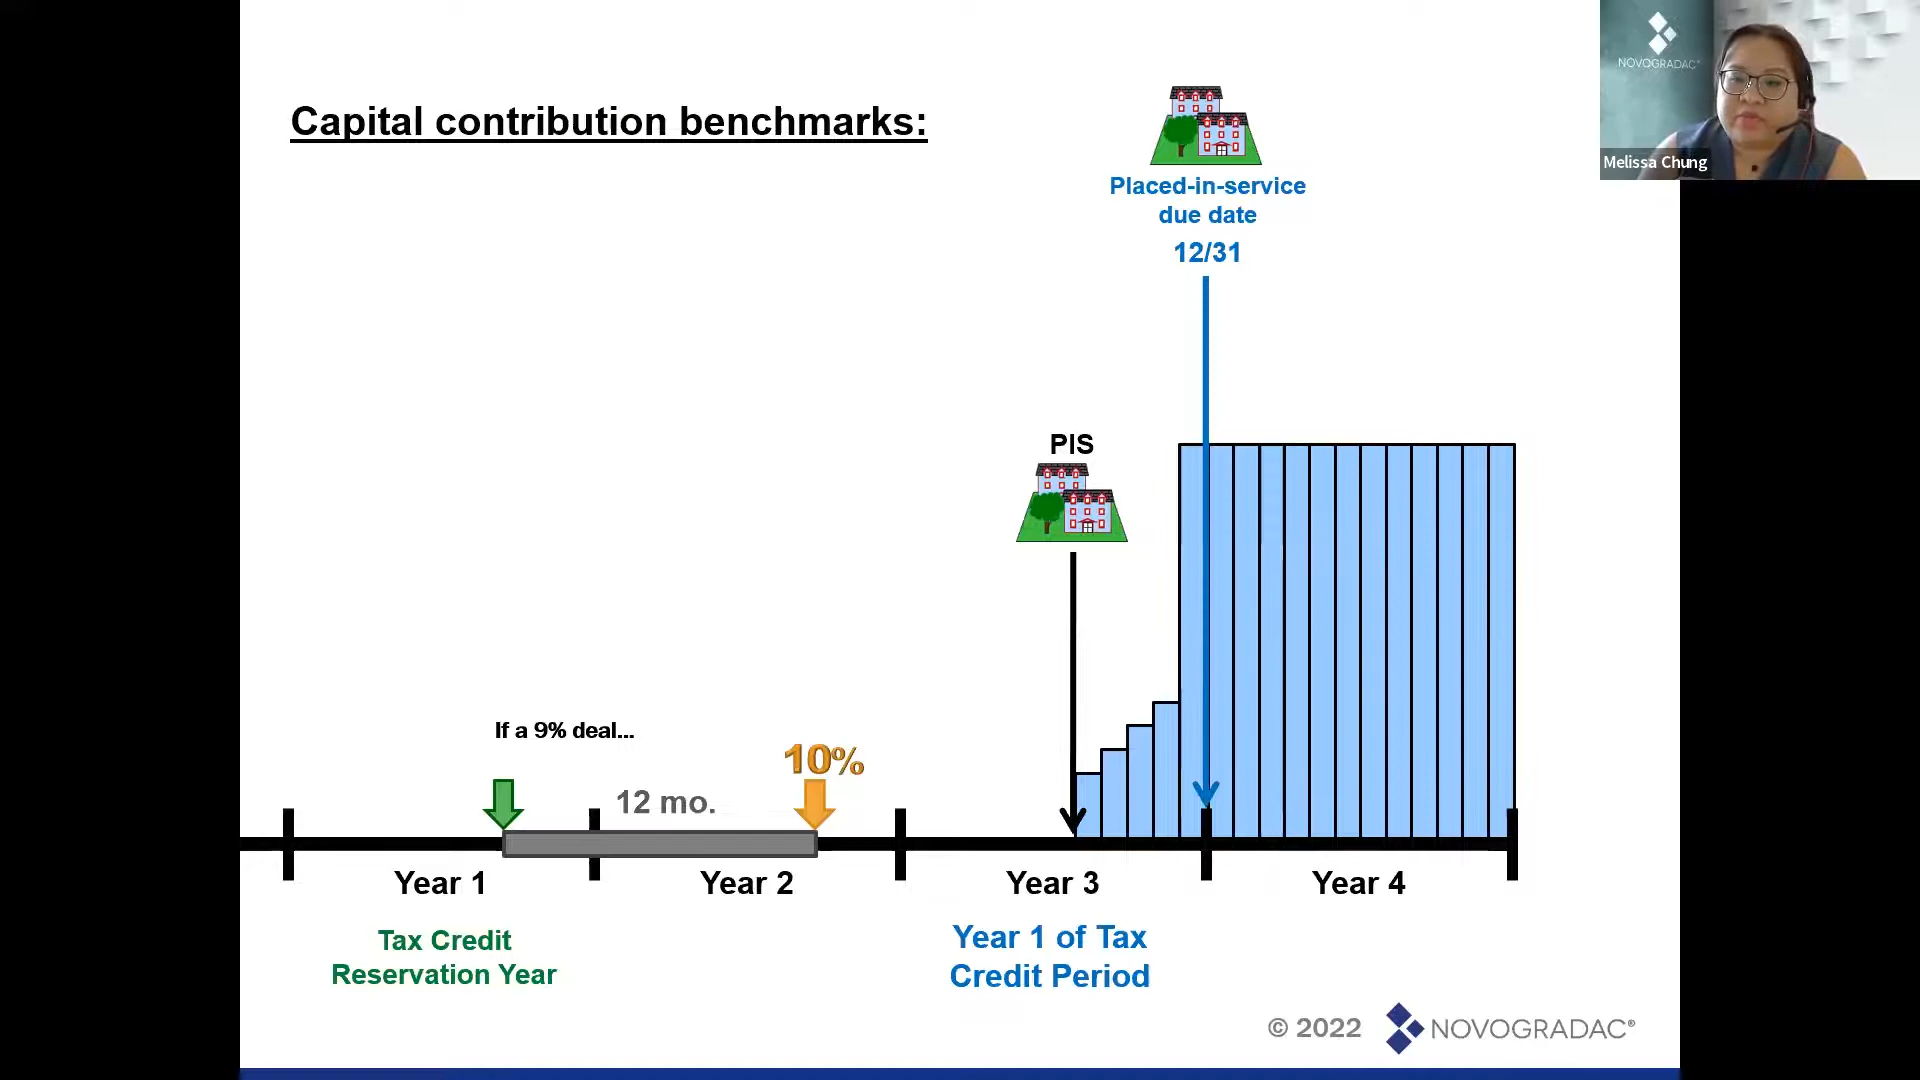 Capital contribution benchmarks:
NOVOGRADAC®
Melissa Chung
Placed-in-service
due date
12/31
PIS
If a 9% deal...
10%
12 mo.
Year 1
Year 2
Year 3
Year 4
Tax Credit
Reservation Year
Year 1 of Tax
Credit Period
© 2022
NOVOGRADAC®